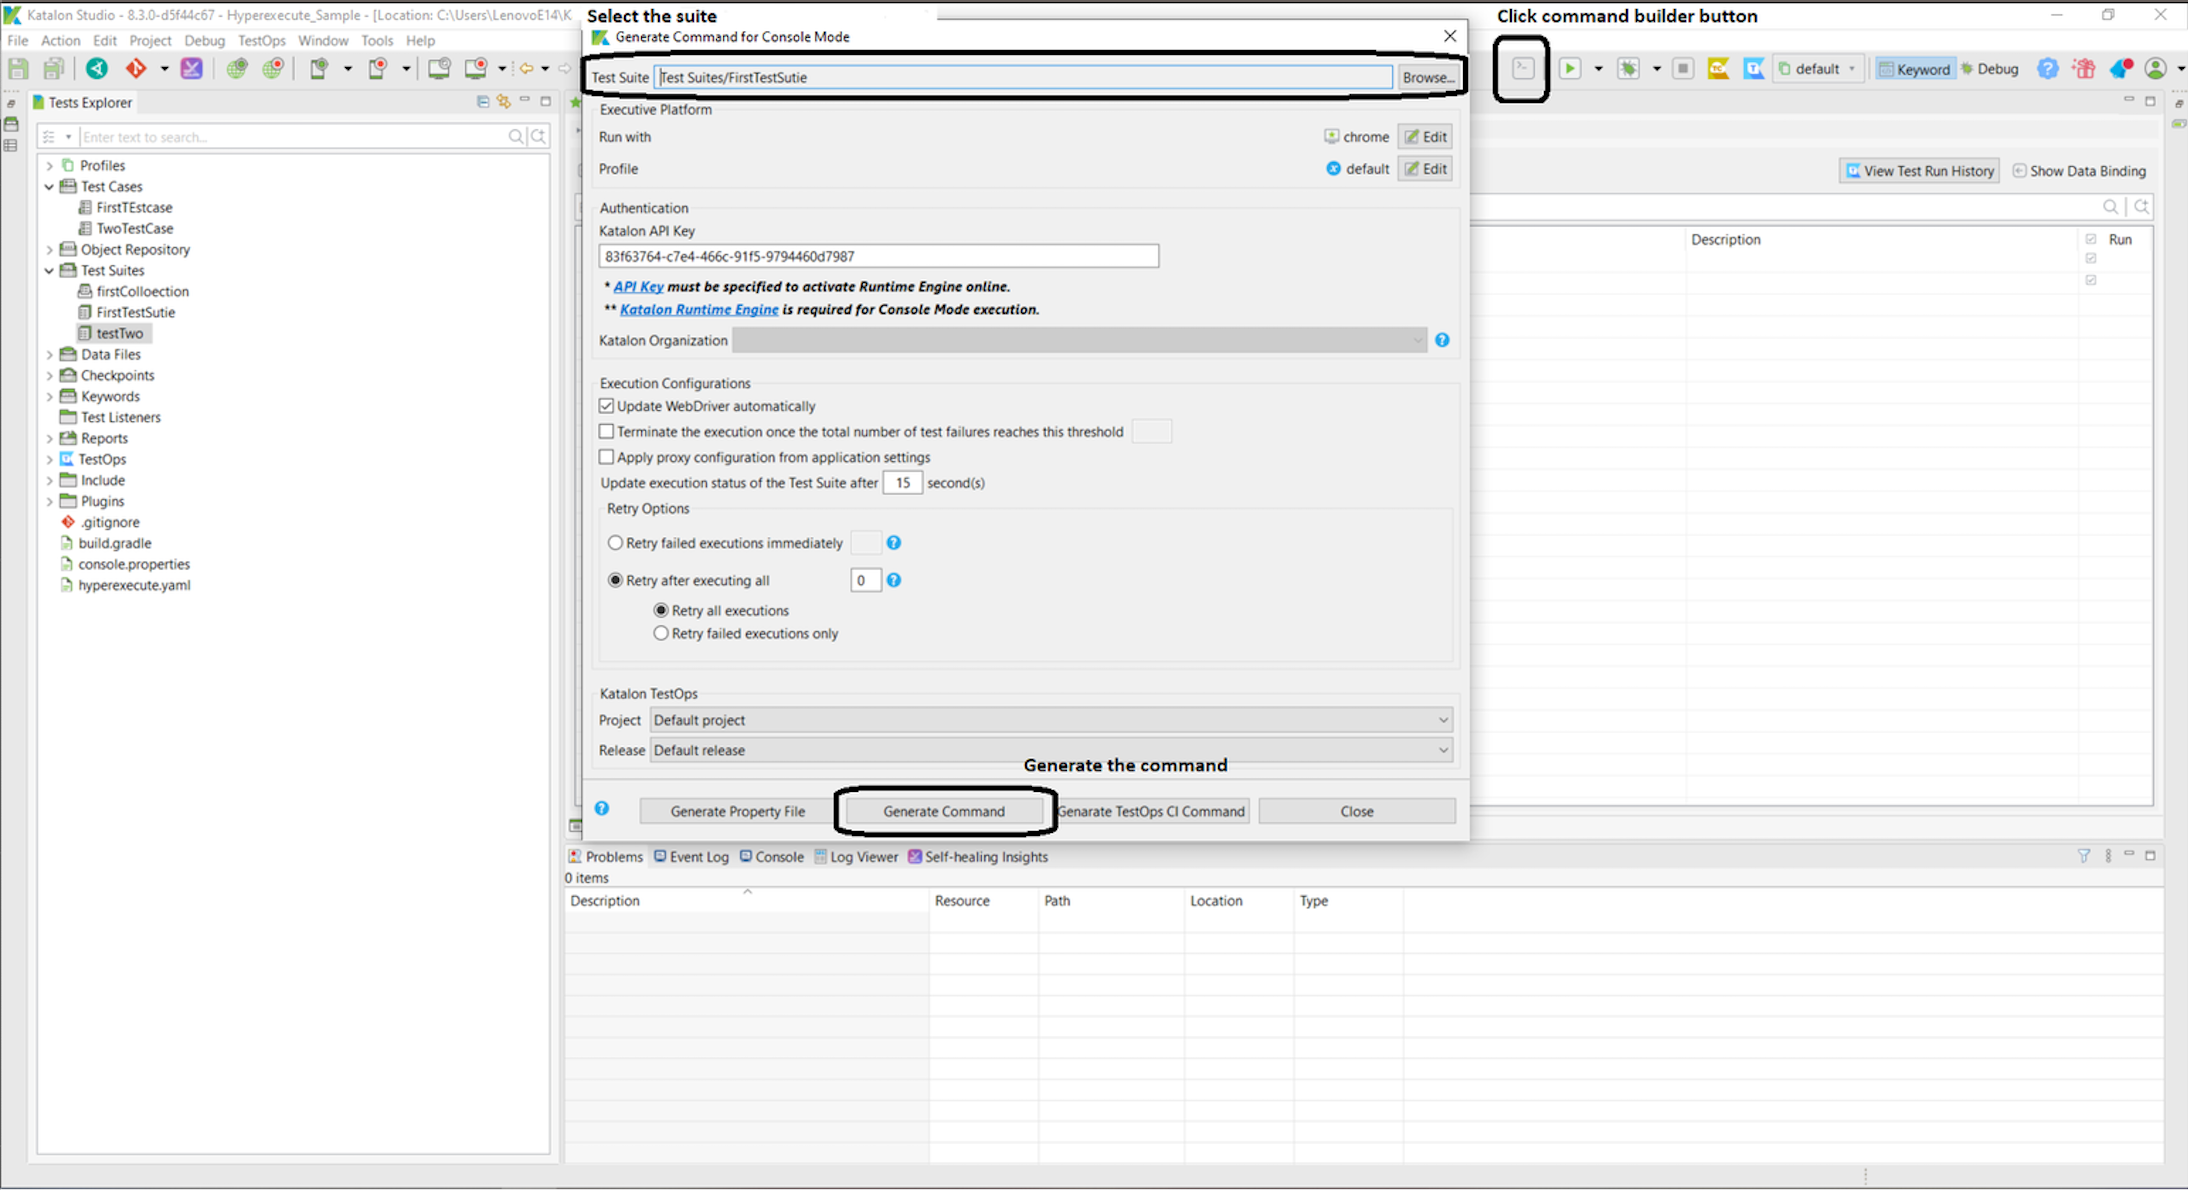 Katalon Studio - 8.3.0-d5f44c67 - Hyperexecute_Sample - [Location: C:\Users\LenovoE14\K
Select the suite
Click command builder button
File Action Edit Project Debug TestOps Window Tools Help
Generate Command for Console Mode
default
Keyword
Debug
Tests Explorer
Enter text to search...
Profiles
Test Cases
FirstTEstcase
TwoTestCase
Object Repository
Test Suites
firstColloection
FirstTestSutie
testTwo
Data Files
Checkpoints
Keywords
Test Listeners
Reports
TestOps
Include
Plugins
.gitignore
build.gradle
console.properties
hyperexecute.yaml
Test Suite Test Suites/FirstTestSutie Browse...
Executive Platform
Run with chrome Edit
Profile default Edit
Authentication
Katalon API Key
83f63764-c7e4-466c-91f5-9794460d7987
* API Key must be specified to activate Runtime Engine online.
** Katalon Runtime Engine is required for Console Mode execution.
Katalon Organization
Execution Configurations
Update WebDriver automatically
Terminate the execution once the total number of test failures reaches this threshold
Apply proxy configuration from application settings
Update execution status of the Test Suite after 15 second(s)
Retry Options
Retry failed executions immediately
Retry after executing all 0
Retry all executions
Retry failed executions only
Katalon TestOps
Project Default project
Release Default release
Generate the command
Generate Property File Generate Command Genarate TestOps CI Command Close
View Test Run History Show Data Binding
Description Run
Problems Event Log Console Log Viewer Self-healing Insights
0 items
Description Resource Path Location Type